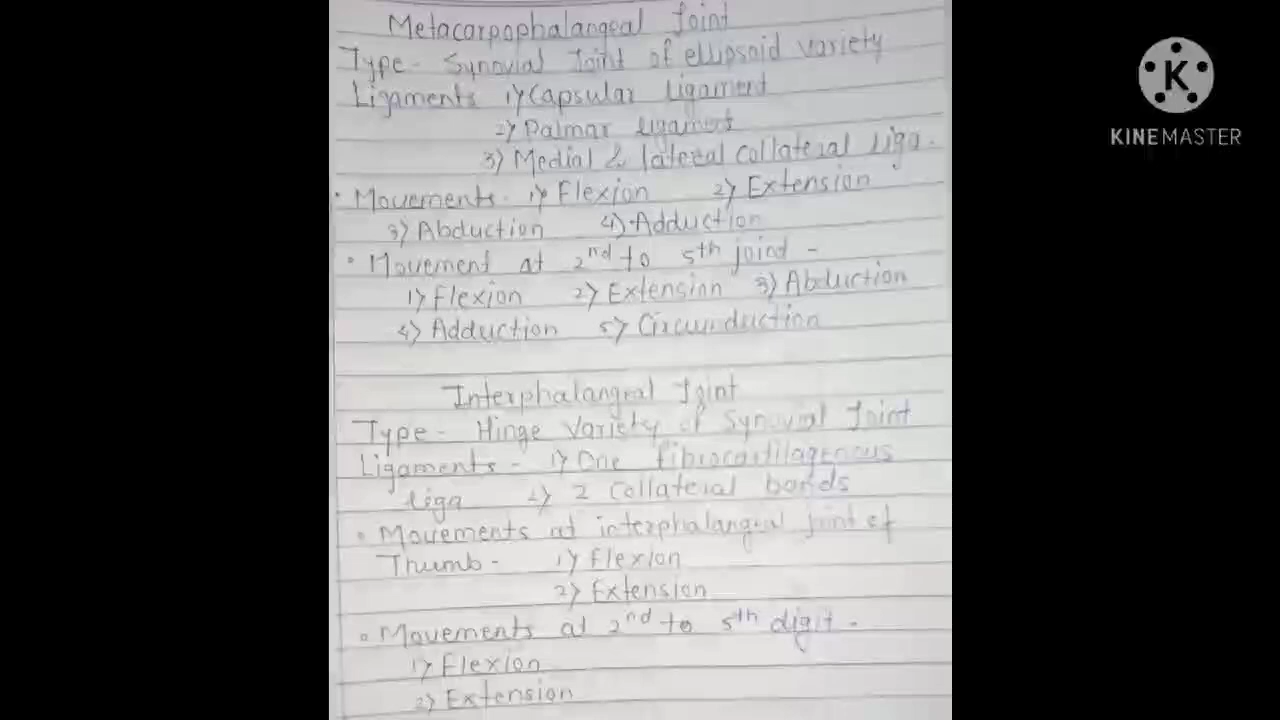 Metacarpophalangeal Joint
Type - Synovial Joint of ellipsoid variety
Ligaments 1) Capsular ligament
2) Palmar ligament
3) Medial & lateral collateral liga.
• Movements - 1) Flexion 2) Extension
3) Abduction 4) Adduction
• Movement at 2nd to 5th joint -
1) Flexion 2) Extension 3) Abduction
4) Adduction 5) Circumduction
Interphalangeal Joint
Type - Hinge variety of Synovial Joint
Ligaments - 1) One fibrocartilagenous
liga 2) 2 collateral bands
• Movements at interphalangeal joint of
Thumb - 1) Flexion
2) Extension
• Movements at 2nd to 5th digit -
1) Flexion
2) Extension
K
KINEMASTER